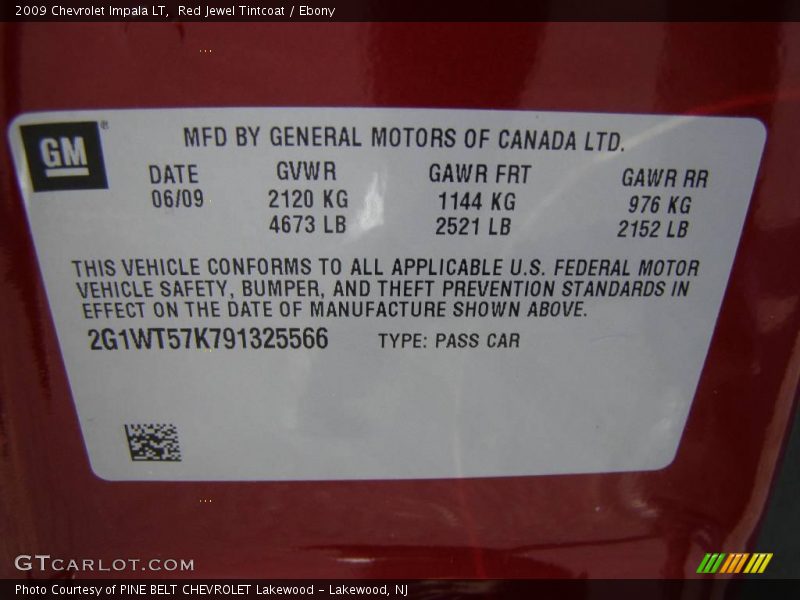 2009 Chevrolet Impala LT,  Red Jewel Tintcoat / Ebony
GM®
MFD BY GENERAL MOTORS OF CANADA LTD.
DATE GVWR GAWR FRT GAWR RR
06/09 2120 KG 1144 KG 976 KG
4673 LB 2521 LB 2152 LB
THIS VEHICLE CONFORMS TO ALL APPLICABLE U.S. FEDERAL MOTOR
VEHICLE SAFETY, BUMPER, AND THEFT PREVENTION STANDARDS IN
EFFECT ON THE DATE OF MANUFACTURE SHOWN ABOVE.
2G1WT57K791325566 TYPE: PASS CAR
GTCARLOT.COM
Photo Courtesy of PINE BELT CHEVROLET Lakewood - Lakewood, NJ